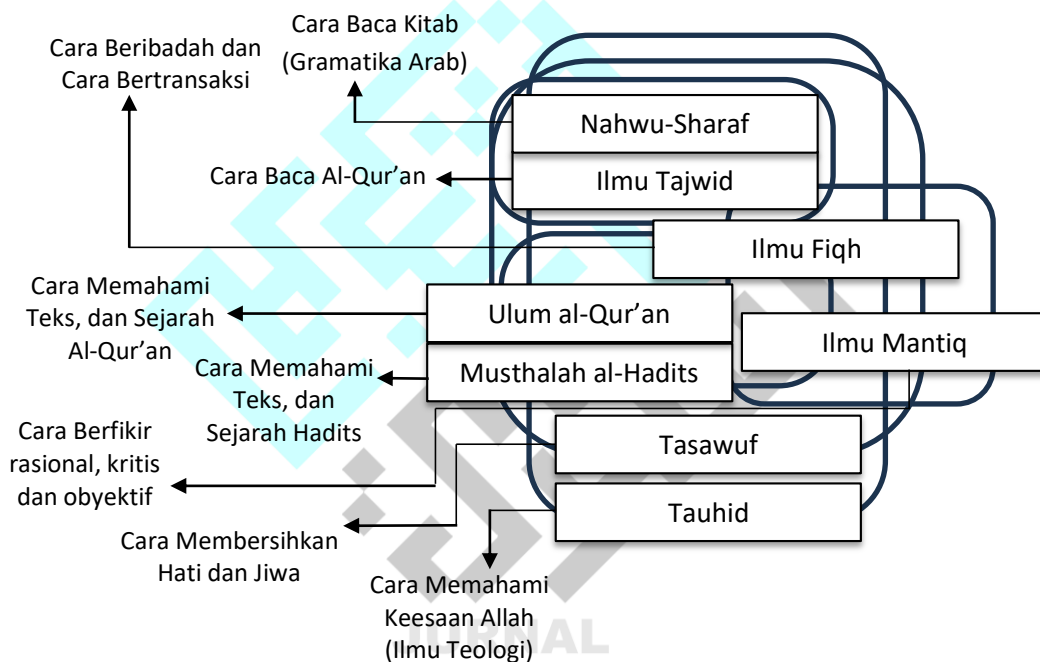 Cara Baca Kitab
(Gramatika Arab)
Cara Beribadah dan
Cara Bertransaksi
Nahwu-Sharaf
Cara Baca Al-Qur’an
Ilmu Tajwid
Ilmu Fiqh
Cara Memahami
Teks, dan Sejarah
Al-Qur’an
Ulum al-Qur’an
Ilmu Mantiq
Cara Memahami
Teks, dan
Sejarah Hadits
Musthalah al-Hadits
Cara Berfikir
rasional, kritis
dan obyektif
Tasawuf
Cara Membersihkan
Hati dan Jiwa
Tauhid
Cara Memahami
Keesaan Allah
(Ilmu Teologi)
JURNAL